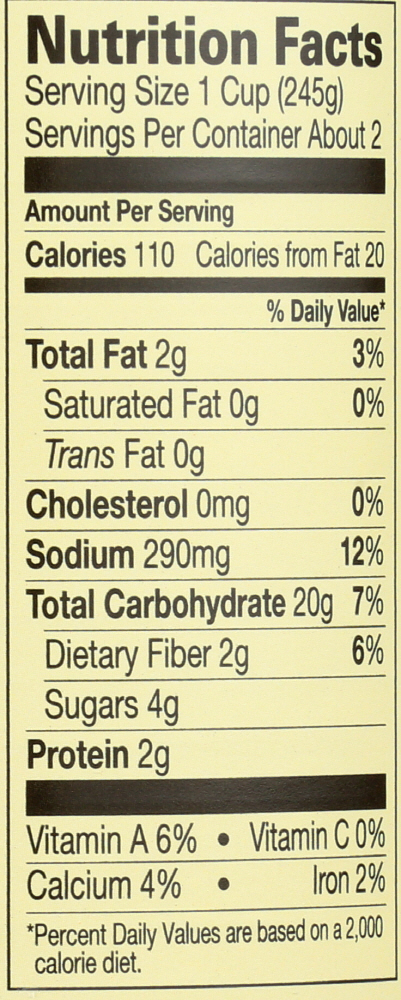 Nutrition Facts
Serving Size 1 Cup (245g)
Servings Per Container About 2
Amount Per Serving
Calories 110 Calories from Fat 20
% Daily Value*
Total Fat 2g 3%
Saturated Fat 0g 0%
Trans Fat 0g
Cholesterol 0mg 0%
Sodium 290mg 12%
Total Carbohydrate 20g 7%
Dietary Fiber 2g 6%
Sugars 4g
Protein 2g
Vitamin A 6% • Vitamin C 0%
Calcium 4% • Iron 2%
*Percent Daily Values are based on a 2,000
calorie diet.